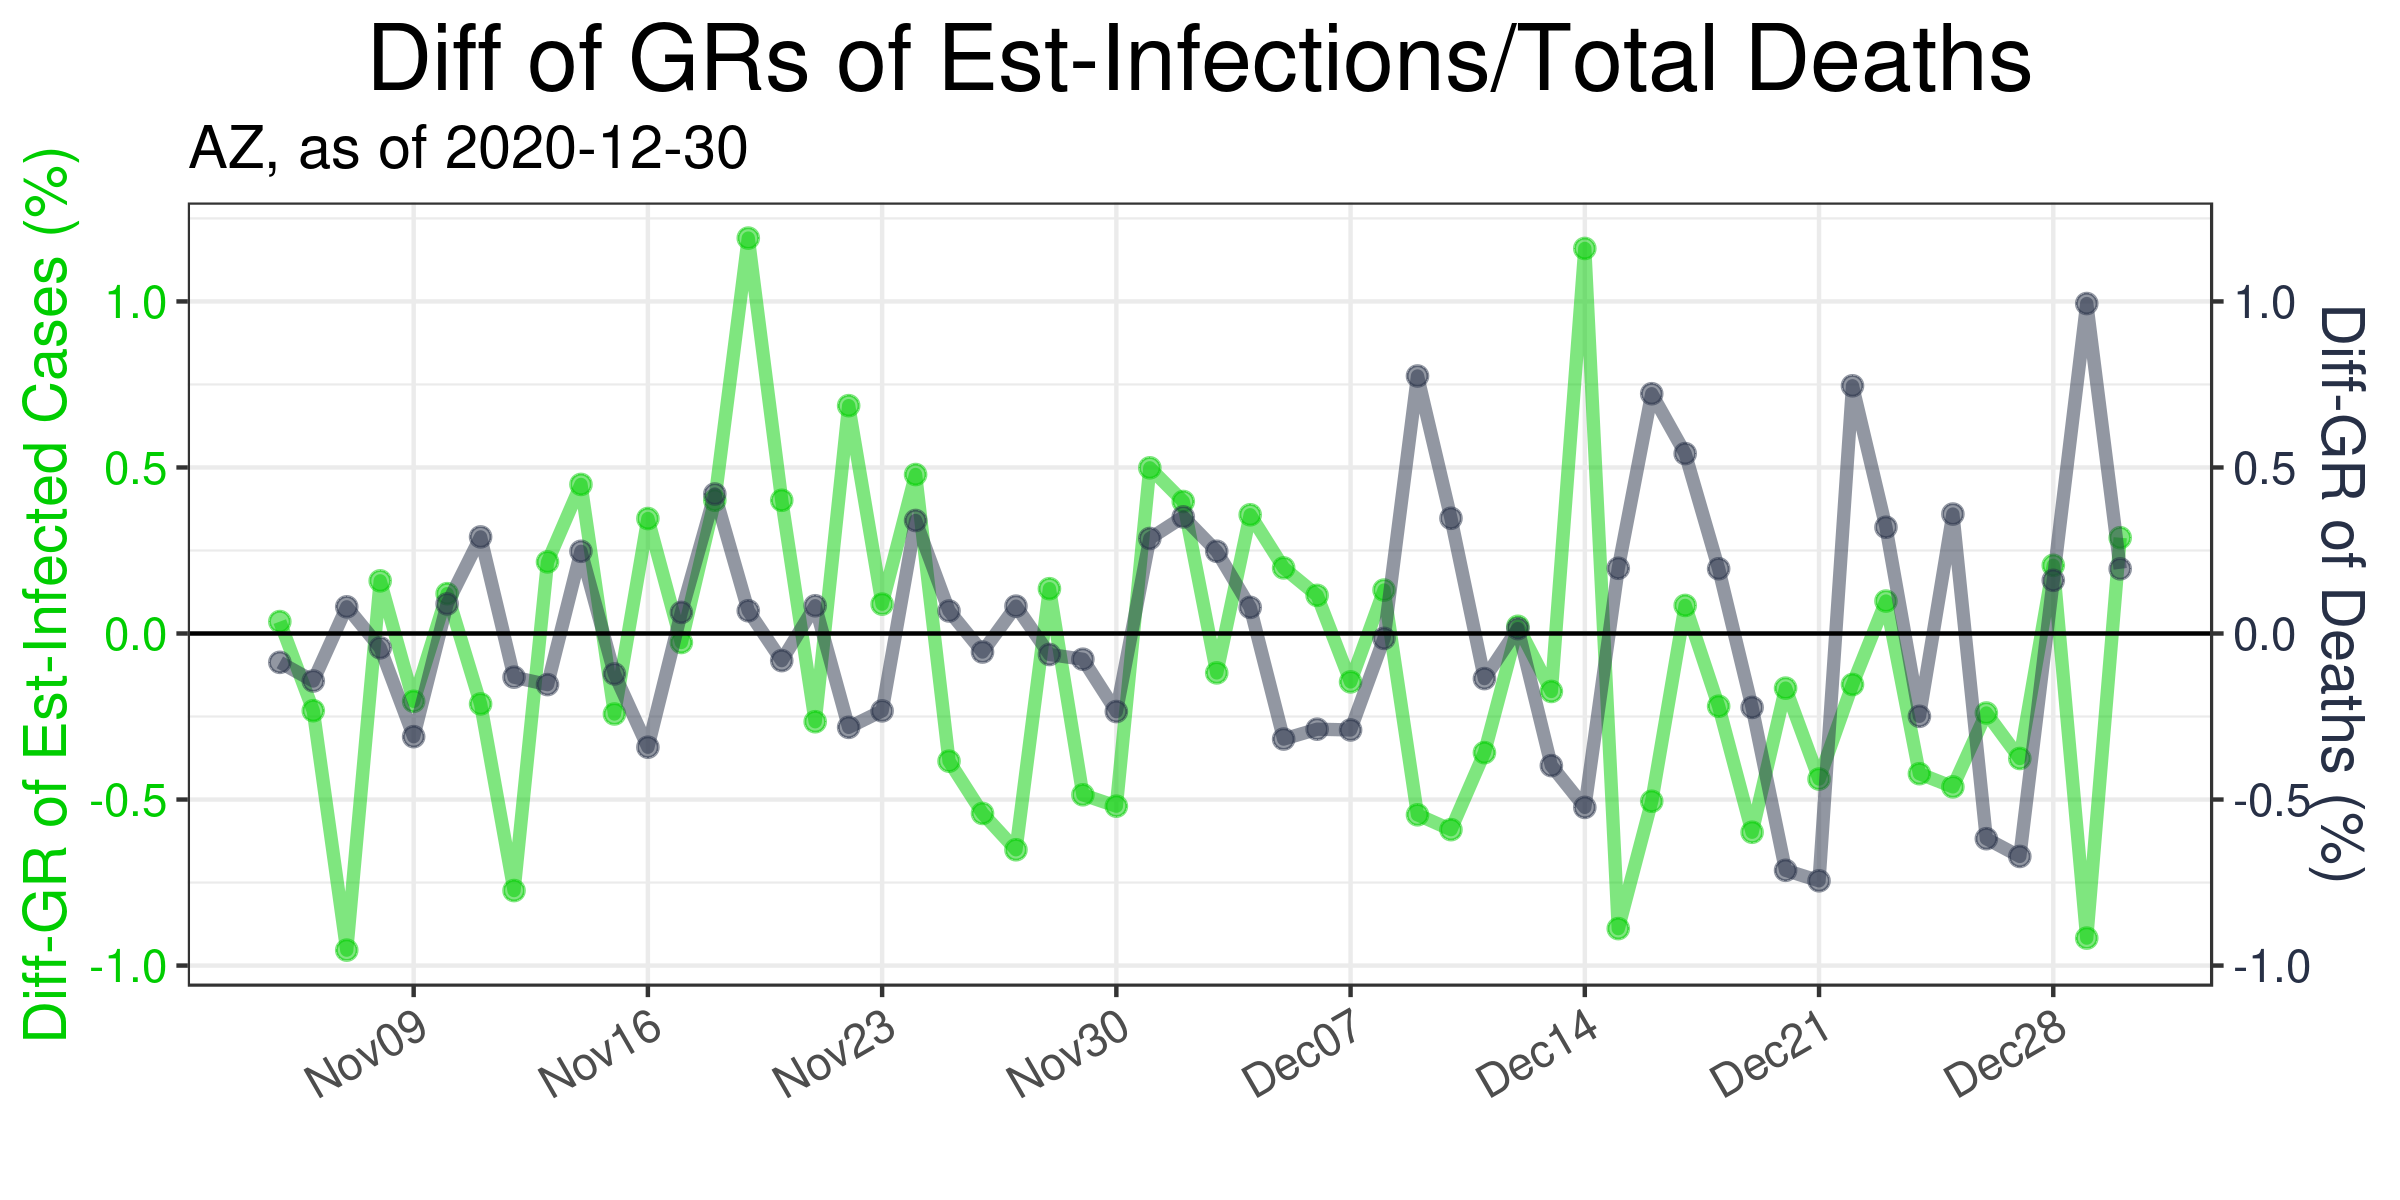 Diff of GRs of Est-Infections/Total Deaths
AZ, as of 2020-12-30
Diff-GR of Est-Infected Cases (%)
1.0
0.5
0.0
-0.5
-1.0
1.0
0.5
0.0
-0.5
-1.0
Diff-GR of Deaths (%)
Nov09
Nov16
Nov23
Nov30
Dec07
Dec14
Dec21
Dec28